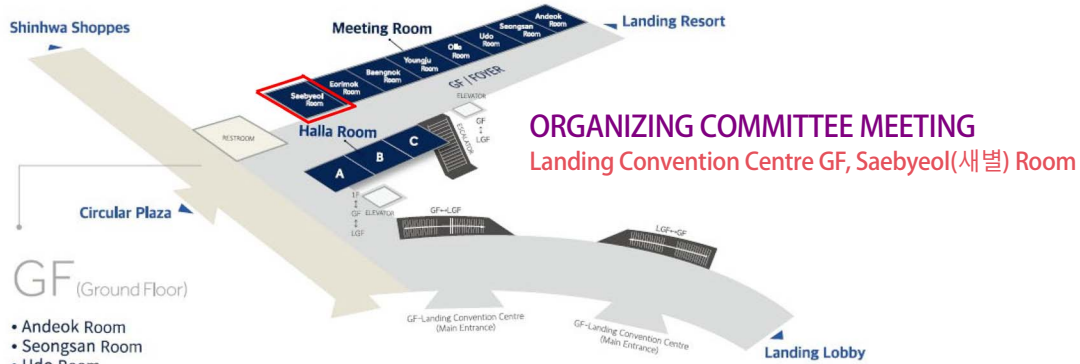 Shinhwa Shoppes
Meeting Room
Landing Resort
Andeok
Room
Seongsan
Room
Udo
Room
Olle
Room
Youngju
Room
Baengnok
Room
Eorimok
Room
Saebyeol
Room
GF | FOYER
ELEVATOR
GF
↕
LGF
ESCALATOR
RESTROOM
Halla Room
A
B
C
ORGANIZING COMMITTEE MEETING
Landing Convention Centre GF, Saebyeol(새별) Room
1F
↕
GF
↕
LGF
ELEVATOR
Circular Plaza
GF↔LGF
LGF↔GF
GF (Ground Floor)
GF-Landing Convention Centre
(Main Entrance)
GF-Landing Convention Centre
(Main Entrance)
Landing Lobby
• Andeok Room
• Seongsan Room
• Udo Room